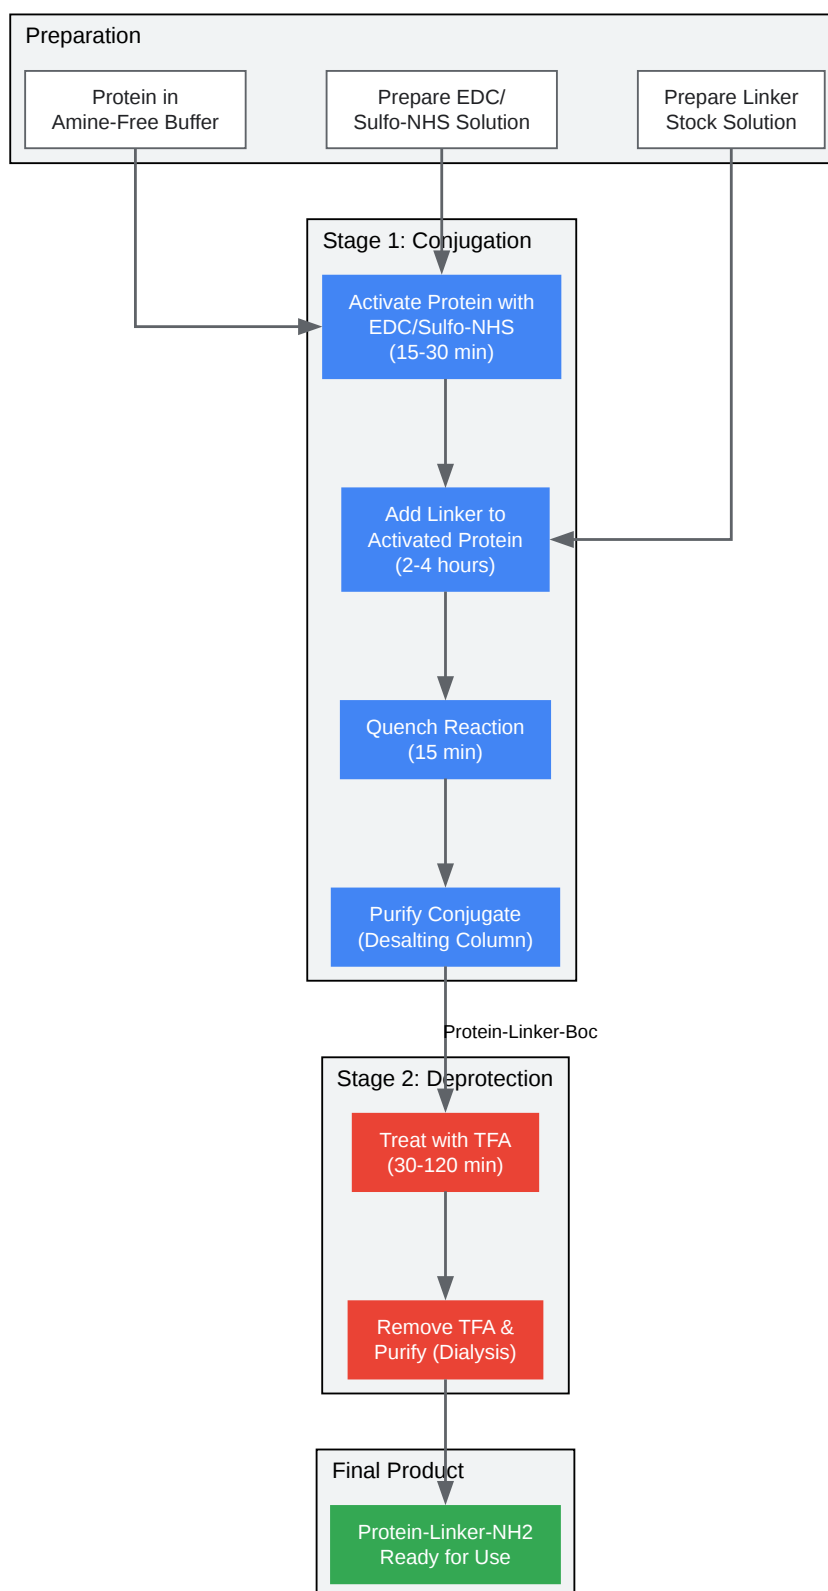 Preparation
Protein in
Amine-Free Buffer
Prepare EDC/
Sulfo-NHS Solution
Prepare Linker
Stock Solution
Stage 1: Conjugation
Activate Protein with
EDC/Sulfo-NHS
(15-30 min)
Add Linker to
Activated Protein
(2-4 hours)
Quench Reaction
(15 min)
Purify Conjugate
(Desalting Column)
Protein-Linker-Boc
Stage 2: Deprotection
Treat with TFA
(30-120 min)
Remove TFA &
Purify (Dialysis)
Final Product
Protein-Linker-NH2
Ready for Use